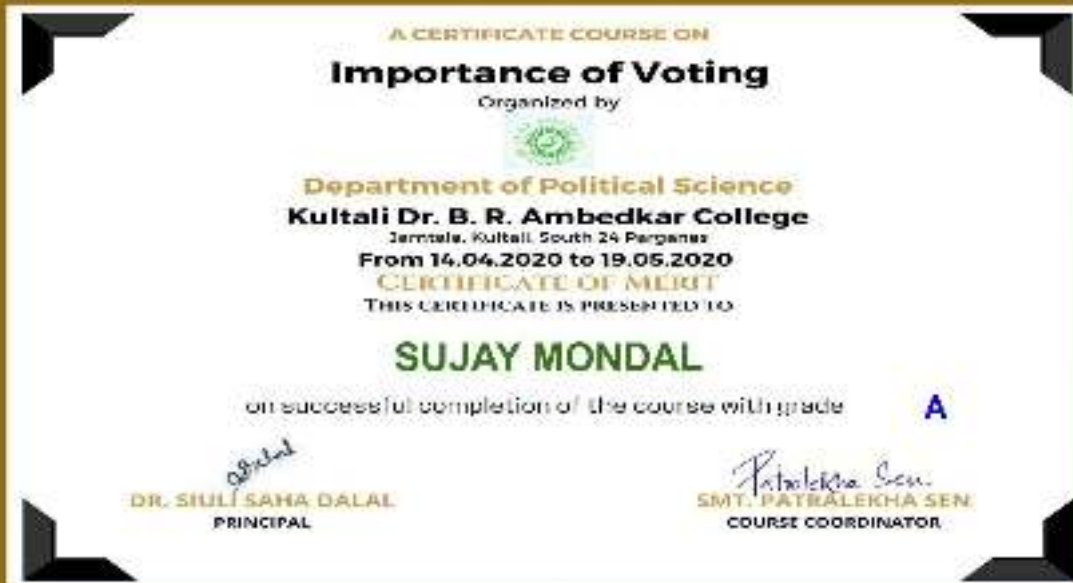 A CERTIFICATE COURSE ON
Importance of Voting
Organized by
Department of Political Science
Kultali Dr. B. R. Ambedkar College
Jamtala, Kultali, South 24 Parganas
From 14.04.2020 to 19.05.2020
CERTIFICATE OF MERIT
THIS CERTIFICATE IS PRESENTED TO
SUJAY MONDAL
on successful completion of the course with grade A
Patralekha Sen.
DR. SIULI SAHA DALAL
SMT. PATRALEKHA SEN
PRINCIPAL
COURSE COORDINATOR